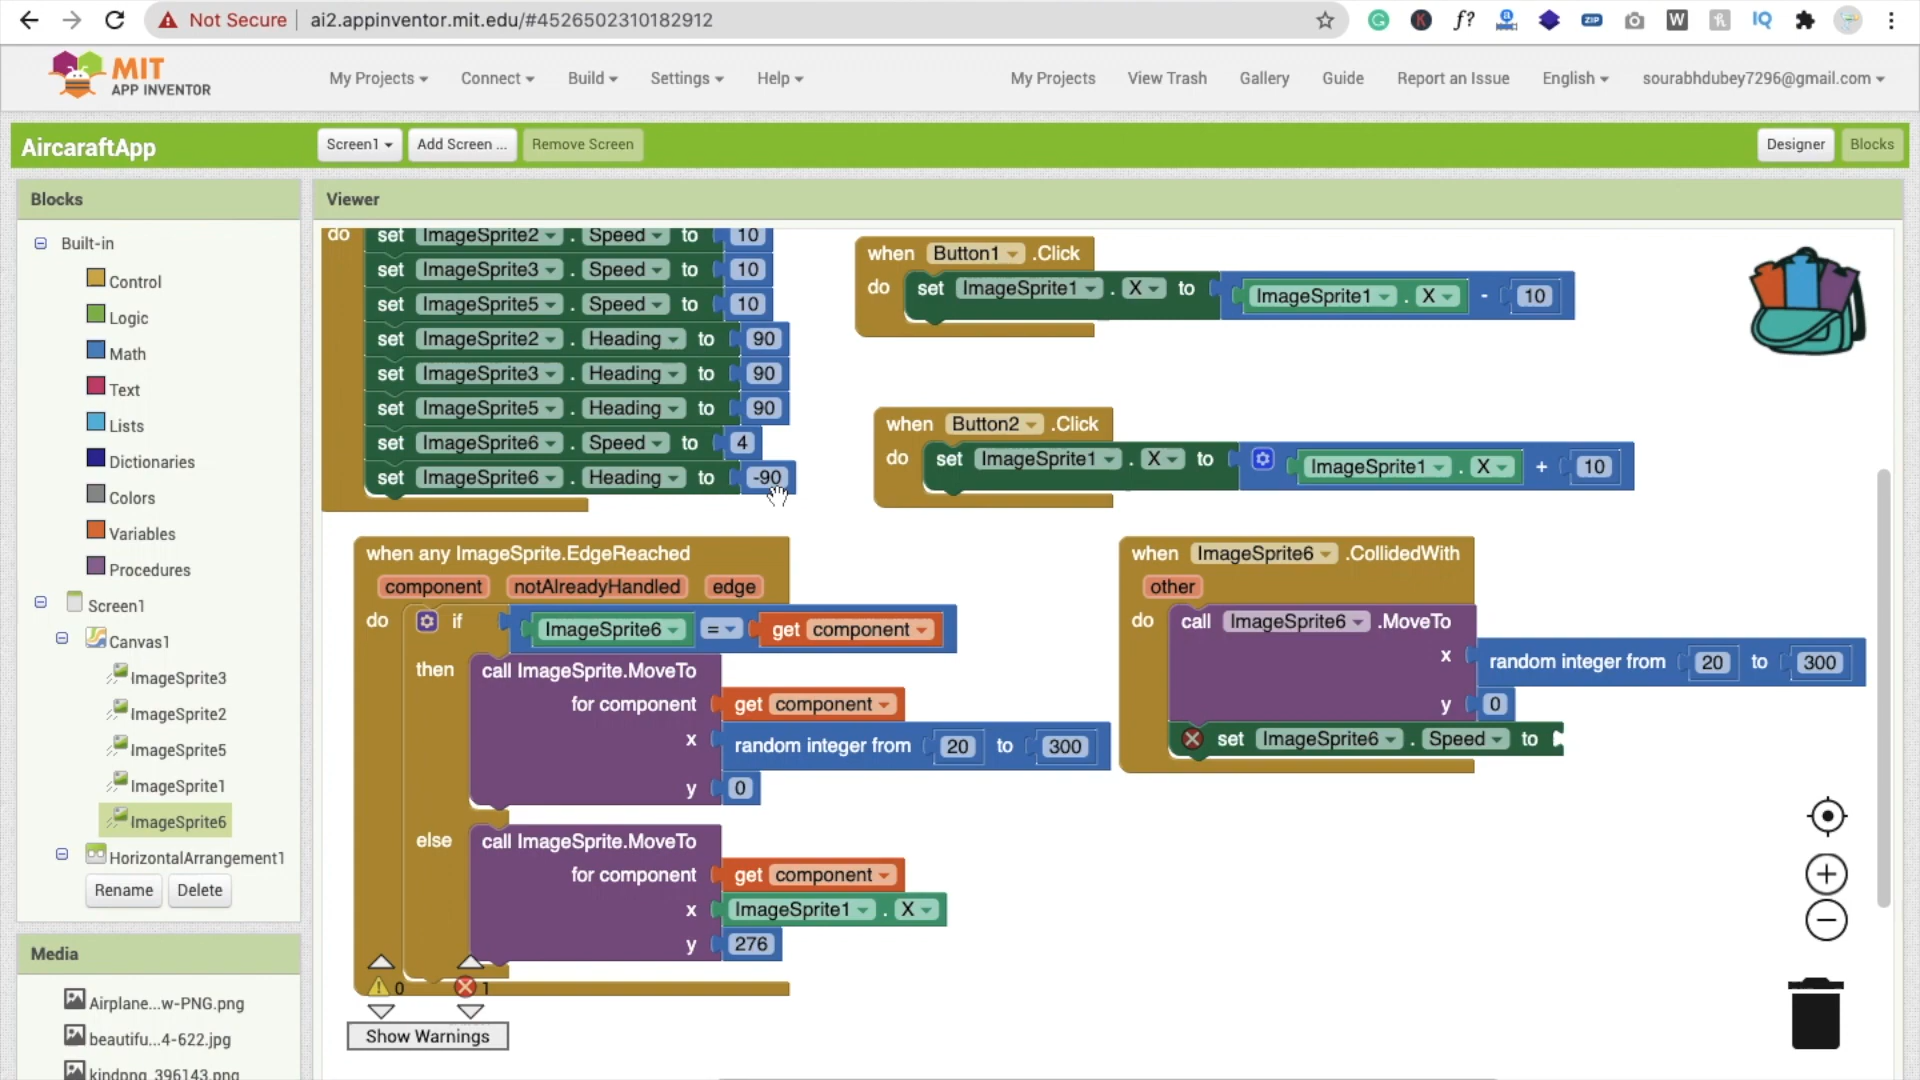 Not Secure ai2.appinventor.mit.edu/#4526502310182912
MIT
APP INVENTOR
My Projects Connect Build Settings Help My Projects View Trash Gallery Guide Report an Issue English sourabhdubey7296@gmail.com
AircaraftApp Screen1 Add Screen ... Remove Screen Designer Blocks
Blocks
Built-in
Control
Logic
Math
Text
Lists
Dictionaries
Colors
Variables
Procedures
Screen1
Canvas1
ImageSprite3
ImageSprite2
ImageSprite5
ImageSprite1
ImageSprite6
HorizontalArrangement1
Rename Delete
Media
Airplane...w-PNG.png
beautifu...4-622.jpg
kindpng_396143.png
Viewer
do set ImageSprite2 . Speed to 10
set ImageSprite3 . Speed to 10
set ImageSprite5 . Speed to 10
set ImageSprite2 . Heading to 90
set ImageSprite3 . Heading to 90
set ImageSprite5 . Heading to 90
set ImageSprite6 . Speed to 4
set ImageSprite6 . Heading to -90
when Button1 .Click
do set ImageSprite1 . X to ImageSprite1 . X - 10
when Button2 .Click
do set ImageSprite1 . X to ImageSprite1 . X + 10
when any ImageSprite.EdgeReached
component notAlreadyHandled edge
do if ImageSprite6 = get component
then call ImageSprite.MoveTo
for component get component
x random integer from 20 to 300
y 0
else call ImageSprite.MoveTo
for component get component
x ImageSprite1 . X
y 276
when ImageSprite6 .CollidedWith
other
do call ImageSprite6 .MoveTo
x random integer from 20 to 300
y 0
set ImageSprite6 . Speed to
0 1
Show Warnings